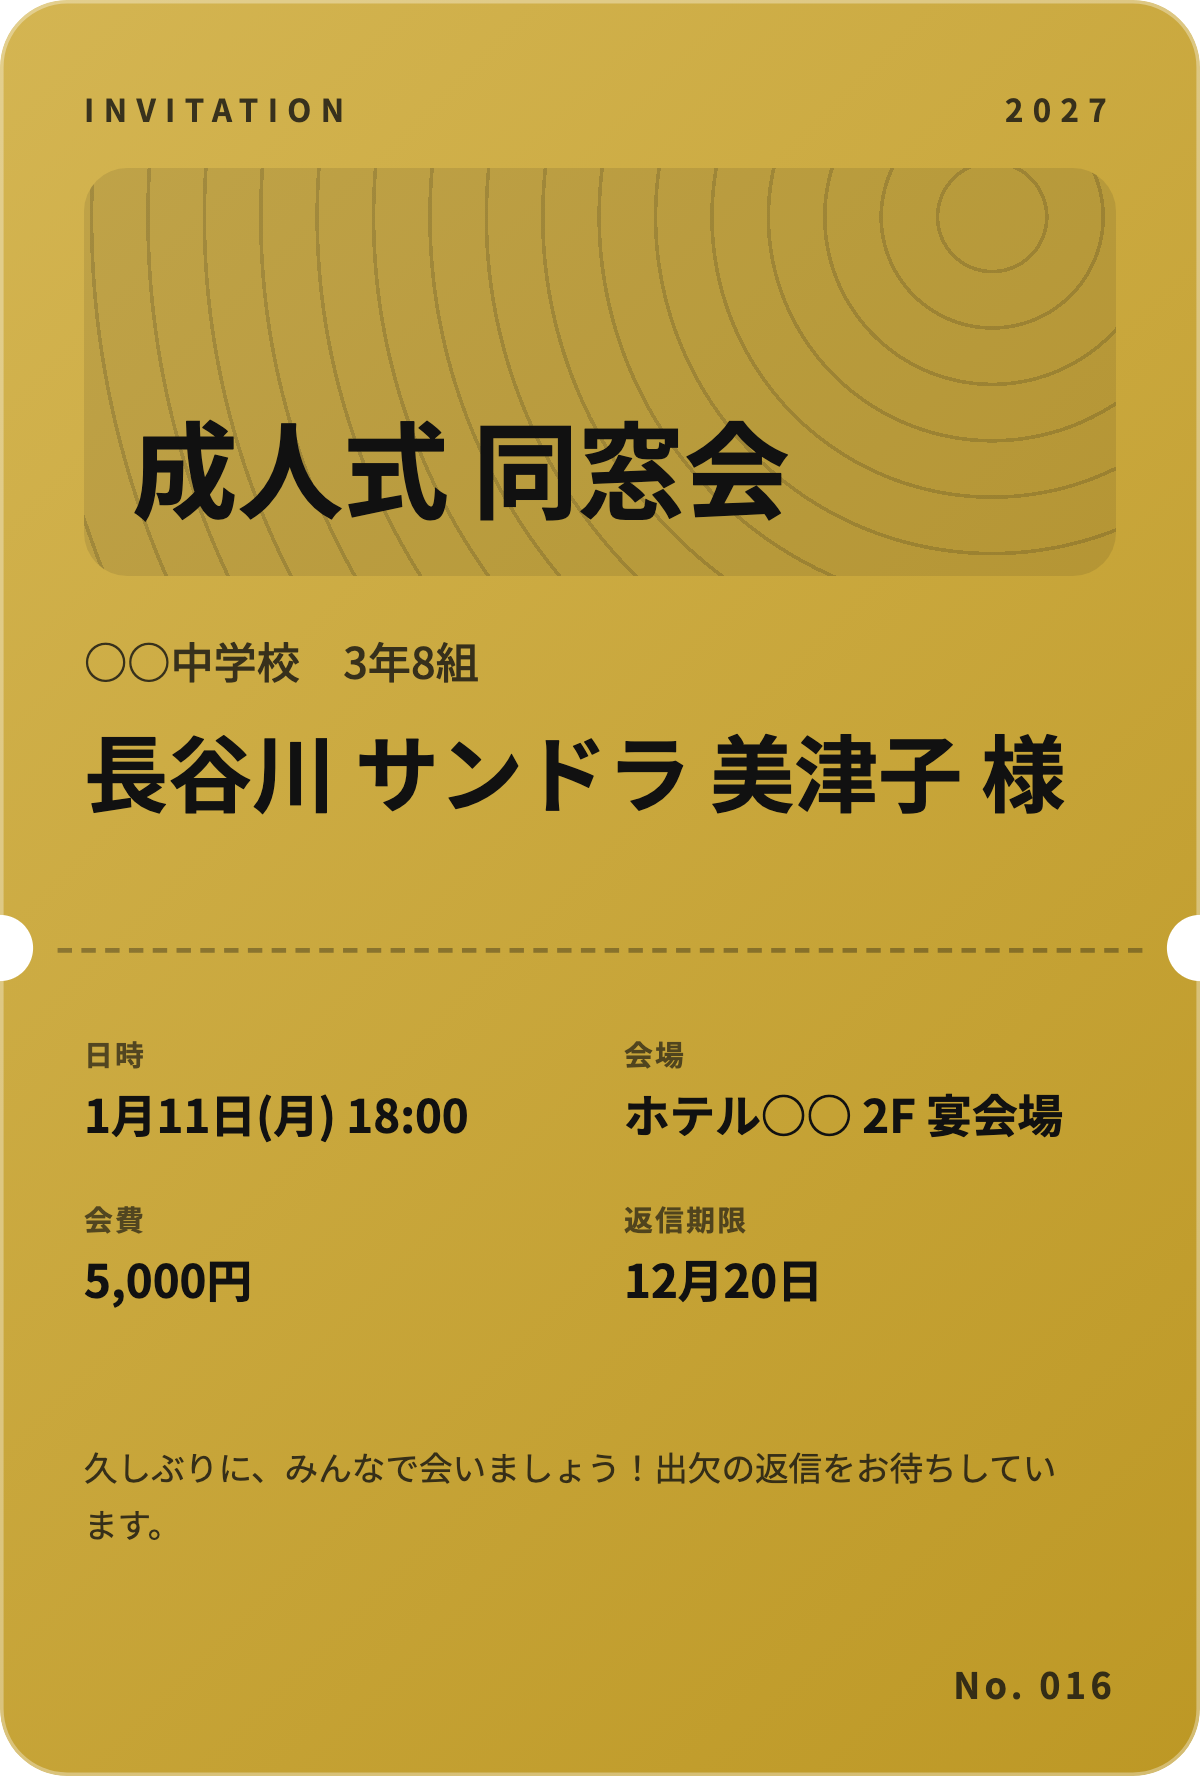 INVITATION
2027
成人式 同窓会
〇〇中学校　3年8組
長谷川 サンドラ 美津子 様
日時
会場
1月11日(月) 18:00
ホテル〇〇 2F 宴会場
会費
返信期限
5,000円
12月20日
久しぶりに、みんなで会いましょう！出欠の返信をお待ちしてい
ます。
No. 016